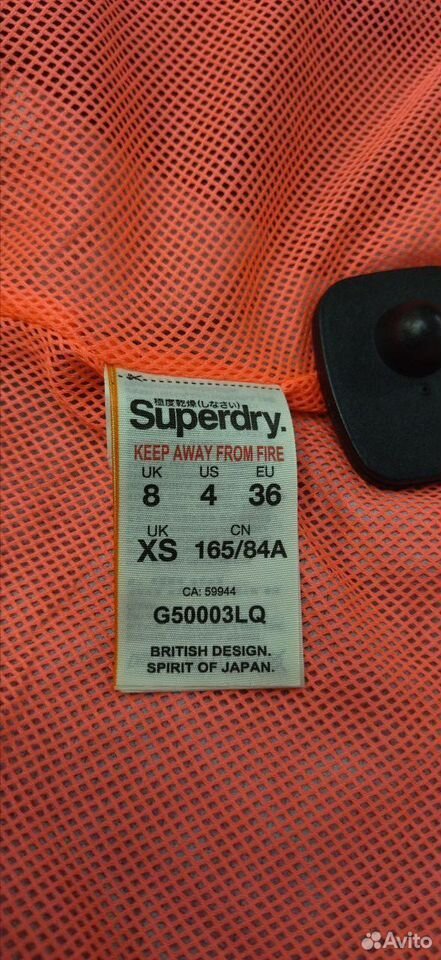 極度乾燥(しなさい)
Superdry.
KEEP AWAY FROM FIRE
UK US EU
8 4 36
UK CN
XS 165/84A
CA: 59944
G50003LQ
BRITISH DESIGN.
SPIRIT OF JAPAN.
Avito